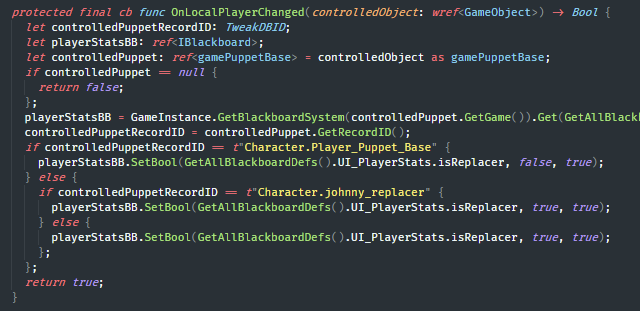 protected final cb func OnLocalPlayerChanged(controlledObject: wref<GameObject>) -> Bool {
let controlledPuppetRecordID: TweakDBID;
let playerStatsBB: ref<IBlackboard>;
let controlledPuppet: ref<gamePuppetBase> = controlledObject as gamePuppetBase;
if controlledPuppet == null {
return false;
};
playerStatsBB = GameInstance.GetBlackboardSystem(controlledPuppet.GetGame()).Get(GetAllBlackb
controlledPuppetRecordID = controlledPuppet.GetRecordID();
if controlledPuppetRecordID == t"Character.Player_Puppet_Base" {
playerStatsBB.SetBool(GetAllBlackboardDefs().UI_PlayerStats.isReplacer, false, true);
} else {
if controlledPuppetRecordID == t"Character.johnny_replacer" {
playerStatsBB.SetBool(GetAllBlackboardDefs().UI_PlayerStats.isReplacer, true, true);
} else {
playerStatsBB.SetBool(GetAllBlackboardDefs().UI_PlayerStats.isReplacer, true, true);
};
};
return true;
}